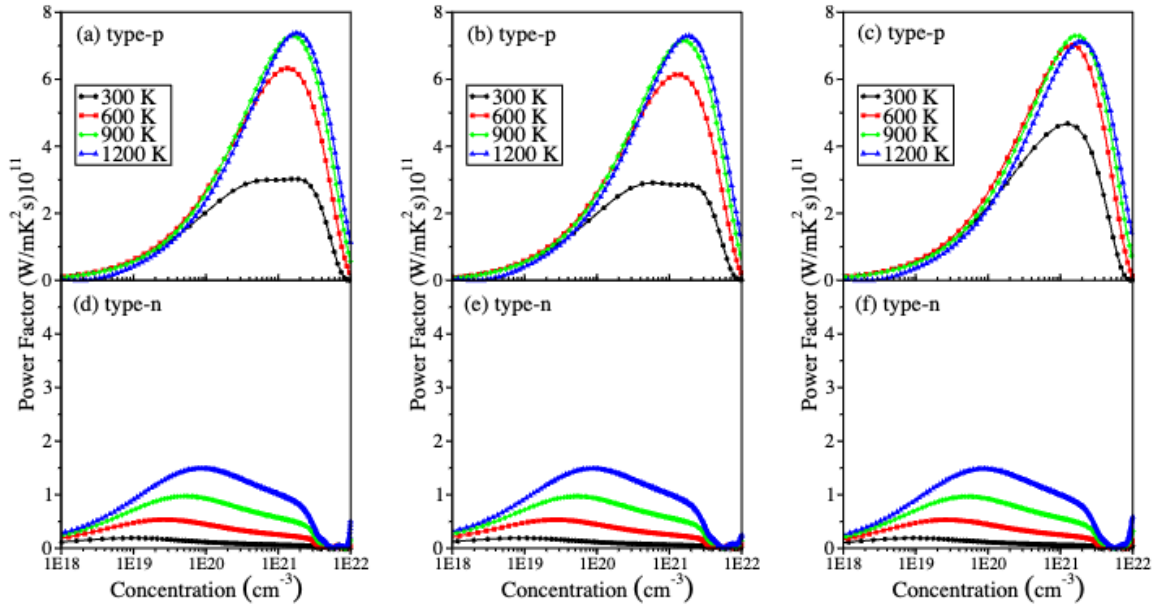 (a) type-p
(b) type-p
(c) type-p
300 K
600 K
900 K
1200 K
300 K
600 K
900 K
1200 K
300 K
600 K
900 K
1200 K
8
6
4
2
0
8
6
4
2
0
8
6
4
2
0
Power Factor (W/mK²s)10¹¹
Power Factor (W/mK²s)10¹¹
Power Factor (W/mK²s)10¹¹
(d) type-n
(e) type-n
(f) type-n
4
3
2
1
0
4
3
2
1
0
4
3
2
1
0
1E18 1E19 1E20 1E21 1E22
1E18 1E19 1E20 1E21 1E22
1E18 1E19 1E20 1E21 1E22
Concentration (cm⁻³)
Concentration (cm⁻³)
Concentration (cm⁻³)